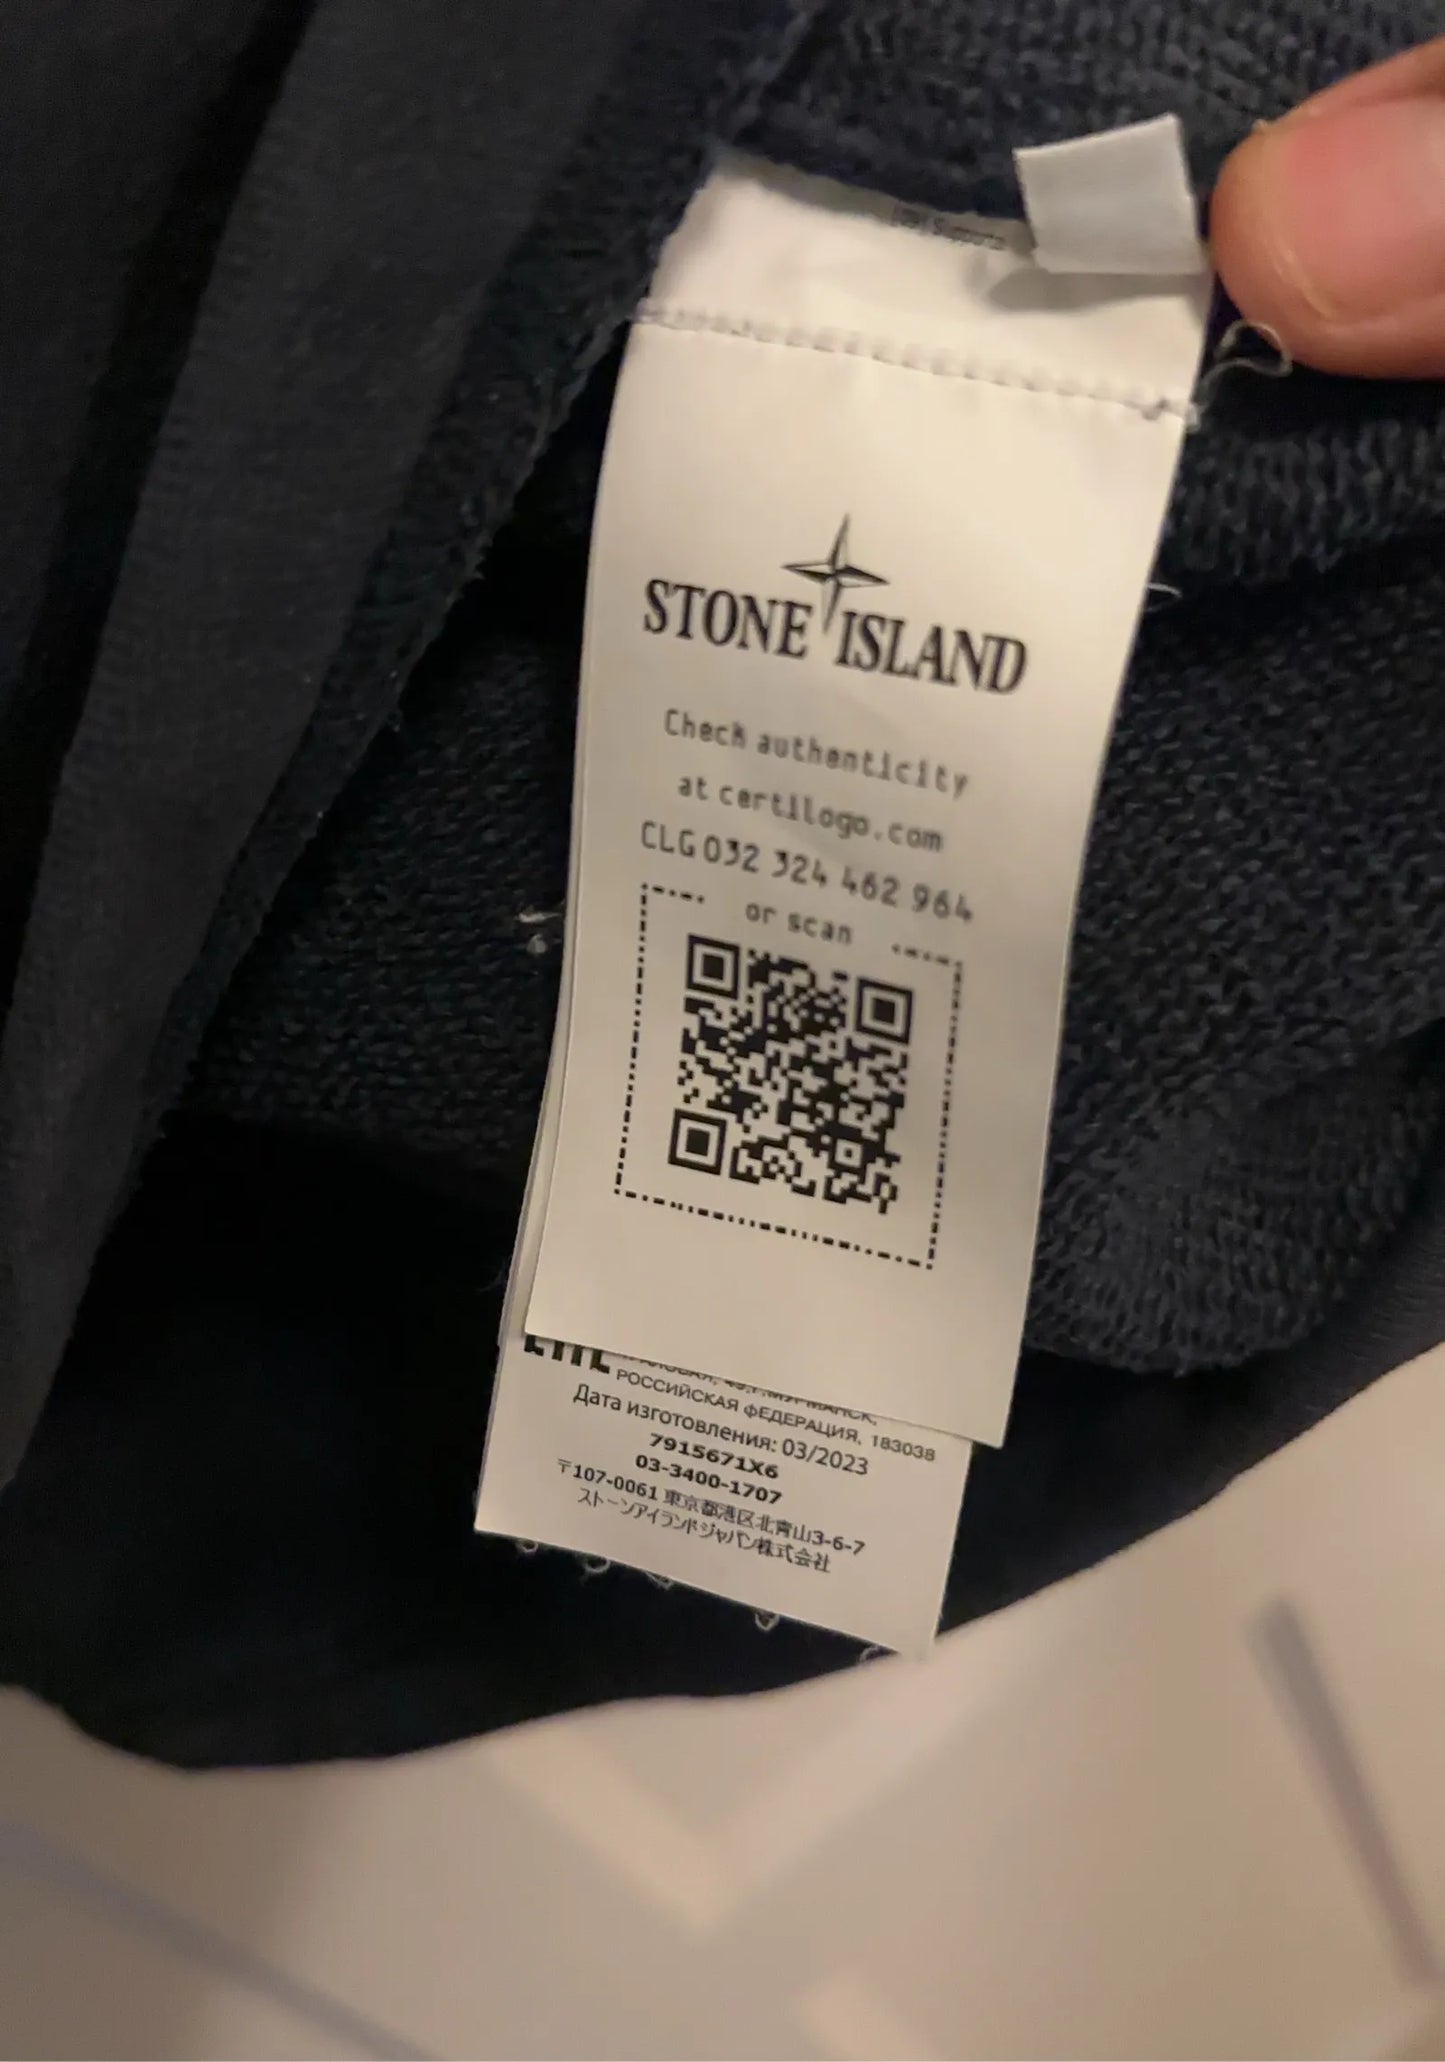 STONE ISLAND
Check authenticity
at certilogo.com
CLG 032 324 462 964
or scan
РОССИЙСКАЯ ФЕДЕРАЦИЯ, 183038
Дата изготовления: 03/2023
7915671X6
03-3400-1707
〒107-0061 東京都港区北青山3-6-7
ストーンアイランドジャパン株式会社